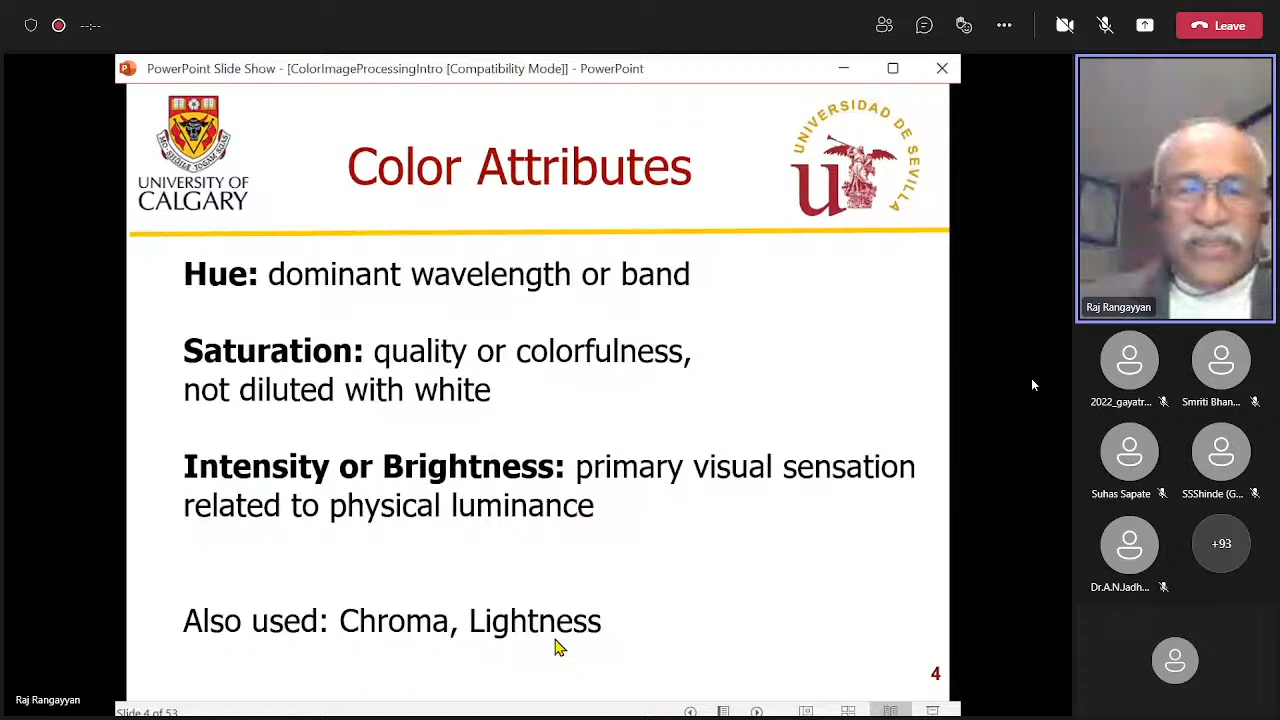 --:--
Leave
PowerPoint Slide Show - [ColorImageProcessingIntro [Compatibility Mode]] - PowerPoint
UNIVERSITY OF
CALGARY
Color Attributes
UNIVERSIDAD DE SEVILLA
Hue: dominant wavelength or band
Saturation: quality or colorfulness,
not diluted with white
Intensity or Brightness: primary visual sensation
related to physical luminance
Also used: Chroma, Lightness
4
Slide 4 of 53
Raj Rangayyan
Raj Rangayyan
2022_gayatr...
Smriti Bhan...
Suhas Sapate
SSShinde (G...
Dr.A.N.Jadh...
+93